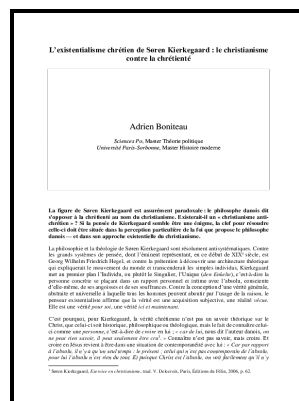 L'existentialisme chrétien de Søren Kierkegaard : le christianisme
contre la chrétienté
Adrien Boniteau
Sciences Po, Master Théorie politique
Université Paris-Sorbonne, Master Histoire moderne
La figure de Søren Kierkegaard est assurément paradoxale : le philosophe danois dit
s'opposer à la chrétienté au nom du christianisme. Existerait-il un « christianisme anti-
chrétien » ? Si la pensée de Kierkegaard semble être une énigme, la clef pour résoudre
celle-ci doit être située dans la perception particulière de la foi que propose le philosophe
danois — et dans son approche existentielle du christianisme.
La philosophie et la théologie de Søren Kierkegaard sont résolument antisystématiques. Contre
les grands systèmes de pensée, dont l'éminent représentant, en ce début de XIXe siècle, est
Georg Wilhelm Friedrich Hegel, et contre la prétention à découvrir une architecture théorique
qui expliquerait le mouvement du monde et transcenderait les simples individus, Kierkegaard
met au premier plan l'Individu, ou plutôt le Singulier, l'Unique (den Enkelte), c'est-à-dire la
personne concrète se plaçant dans un rapport personnel et intime avec l'absolu, consciente
d'elle-même, de ses angoisses et de ses souffrances. Contre la conception d'une vérité générale,
abstraite et universelle à laquelle tous les hommes peuvent aboutir par l'usage de la raison, le
penseur existentialiste affirme que la vérité est une acquisition subjective, une réalité vécue.
Elle est une vérité pour soi, une vérité en soi et maintenant.
C'est pourquoi, pour Kierkegaard, la vérité chrétienne n'est pas un savoir théorique sur le
Christ, que celui-ci soit historique, philosophique ou théologique, mais le fait de connaître celui-
ci comme une personne, c'est-à-dire de croire en lui : « car de lui, nous dit l'auteur danois, on
ne peut rien savoir, il peut seulement être cru1. » Connaître n'est pas savoir, mais croire. Et
croire en Jésus revient à être dans une situation de contemporanéité avec lui : « Car par rapport
à l'absolu, il n'y a qu'un seul temps : le présent ; celui qui n'est pas contemporain de l'absolu,
pour lui l'absolu n'est rien du tout. Et puisque Christ est l'absolu, on voit facilement qu'il n'y
1 Søren Kierkegaard, Exercice en christianisme, trad. V. Delecroix, Paris, Éditions du Félin, 2006, p. 62.